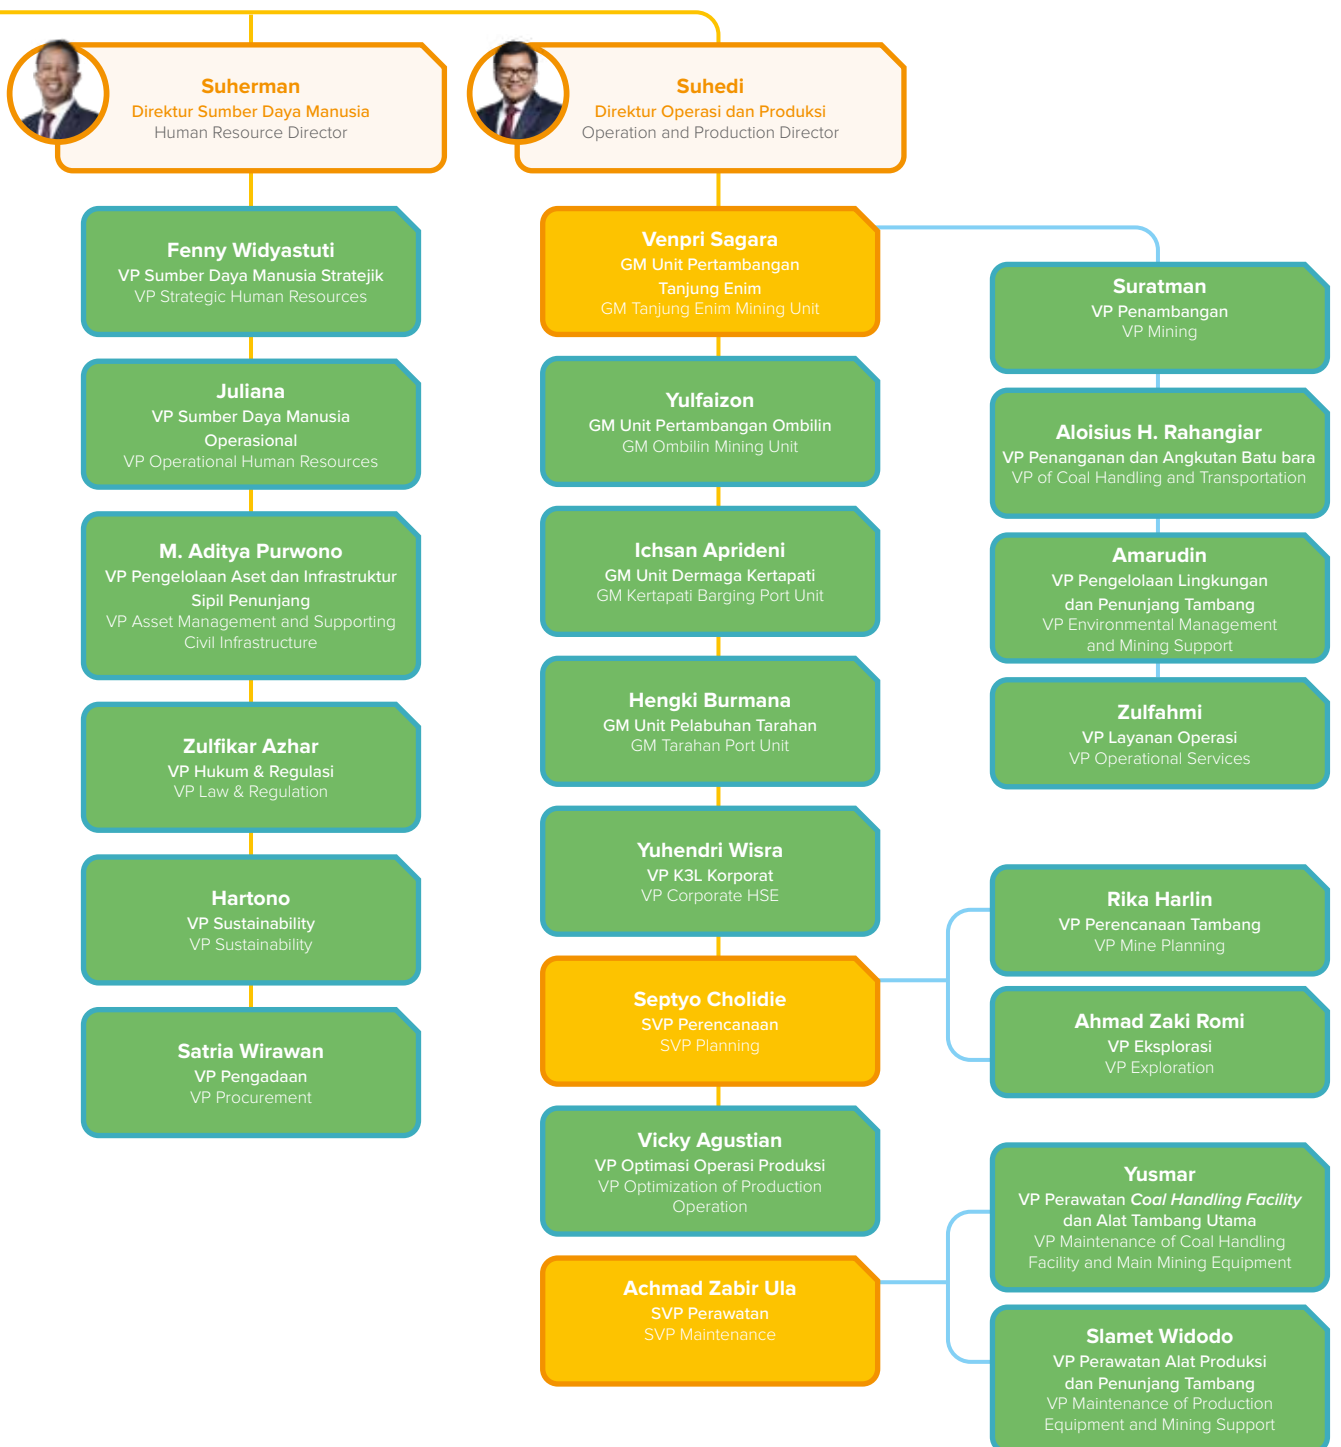 Suherman
Direktur Sumber Daya Manusia
Human Resource Director
Fenny Widyastuti
VP Sumber Daya Manusia Stratejik
VP Strategic Human Resources
Juliana
VP Sumber Daya Manusia
Operasional
VP Operational Human Resources
M. Aditya Purwono
VP Pengelolaan Aset dan Infrastruktur
Sipil Penunjang
VP Asset Management and Supporting
Civil Infrastructure
Zulfikar Azhar
VP Hukum & Regulasi
VP Law & Regulation
Hartono
VP Sustainability
VP Sustainability
Satria Wirawan
VP Pengadaan
VP Procurement
Suhedi
Direktur Operasi dan Produksi
Operation and Production Director
Venpri Sagara
GM Unit Pertambangan
Tanjung Enim
GM Tanjung Enim Mining Unit
Yulfaizon
GM Unit Pertambangan Ombilin
GM Ombilin Mining Unit
Ichsan Aprideni
GM Unit Dermaga Kertapati
GM Kertapati Barging Port Unit
Hengki Burmana
GM Unit Pelabuhan Tarahan
GM Tarahan Port Unit
Yuhendri Wisra
VP K3L Korporat
VP Corporate HSE
Septyo Cholidie
SVP Perencanaan
SVP Planning
Vicky Agustian
VP Optimasi Operasi Produksi
VP Optimization of Production
Operation
Achmad Zabir Ula
SVP Perawatan
SVP Maintenance
Suratman
VP Penambangan
VP Mining
Aloisius H. Rahangiar
VP Penanganan dan Angkutan Batu bara
VP of Coal Handling and Transportation
Amarudin
VP Pengelolaan Lingkungan
dan Penunjang Tambang
VP Environmental Management
and Mining Support
Zulfahmi
VP Layanan Operasi
VP Operational Services
Rika Harlin
VP Perencanaan Tambang
VP Mine Planning
Ahmad Zaki Romi
VP Eksplorasi
VP Exploration
Yusmar
VP Perawatan Coal Handling Facility
dan Alat Tambang Utama
VP Maintenance of Coal Handling
Facility and Main Mining Equipment
Slamet Widodo
VP Perawatan Alat Produksi
dan Penunjang Tambang
VP Maintenance of Production
Equipment and Mining Support